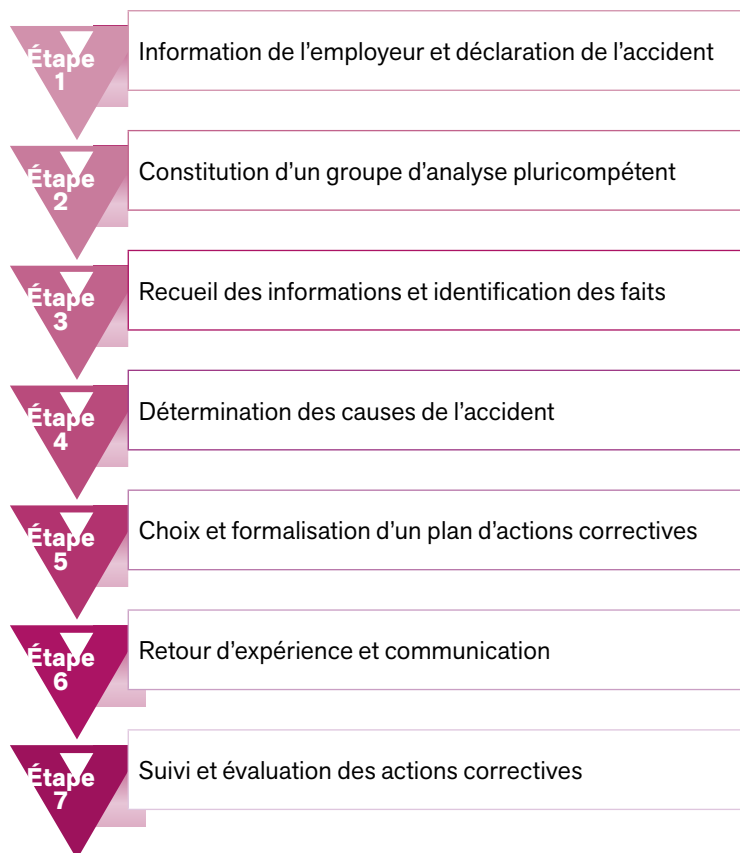 Étape
1
Information de l’employeur et déclaration de l’accident
Étape
2
Constitution d’un groupe d’analyse pluricompétent
Étape
3
Recueil des informations et identification des faits
Étape
4
Détermination des causes de l’accident
Étape
5
Choix et formalisation d’un plan d’actions correctives
Étape
6
Retour d’expérience et communication
Étape
7
Suivi et évaluation des actions correctives